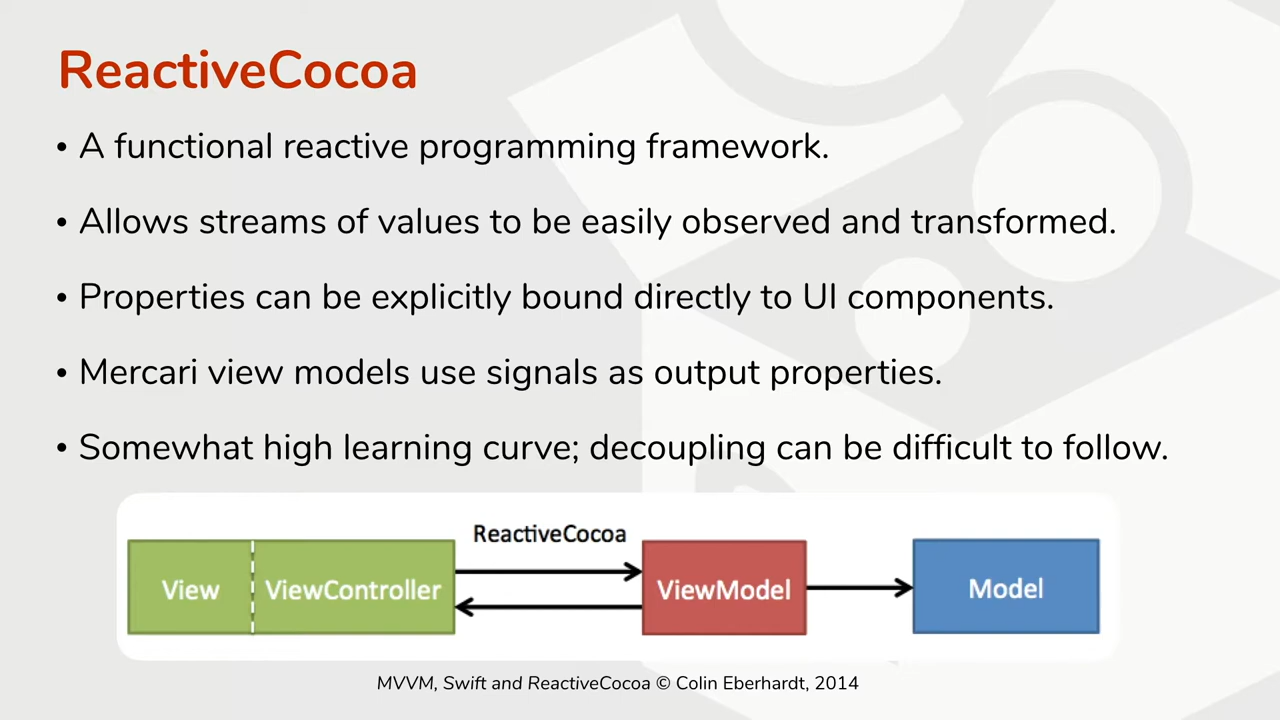 ReactiveCocoa
• A functional reactive programming framework.
• Allows streams of values to be easily observed and transformed.
• Properties can be explicitly bound directly to UI components.
• Mercari view models use signals as output properties.
• Somewhat high learning curve; decoupling can be difficult to follow.
ReactiveCocoa
View ViewController ViewModel Model
MVVM, Swift and ReactiveCocoa © Colin Eberhardt, 2014